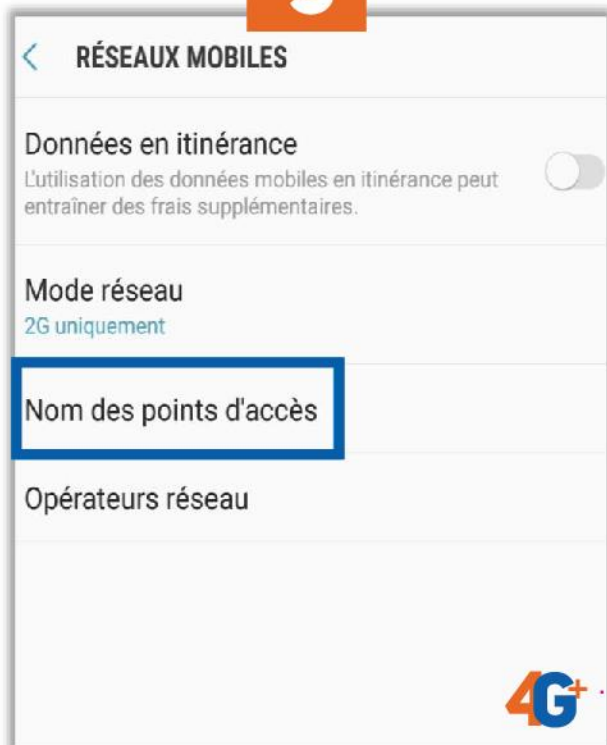 RÉSEAUX MOBILES
Données en itinérance
L'utilisation des données mobiles en itinérance peut
entraîner des frais supplémentaires.
Mode réseau
2G uniquement
Nom des points d'accès
Opérateurs réseau
4G+